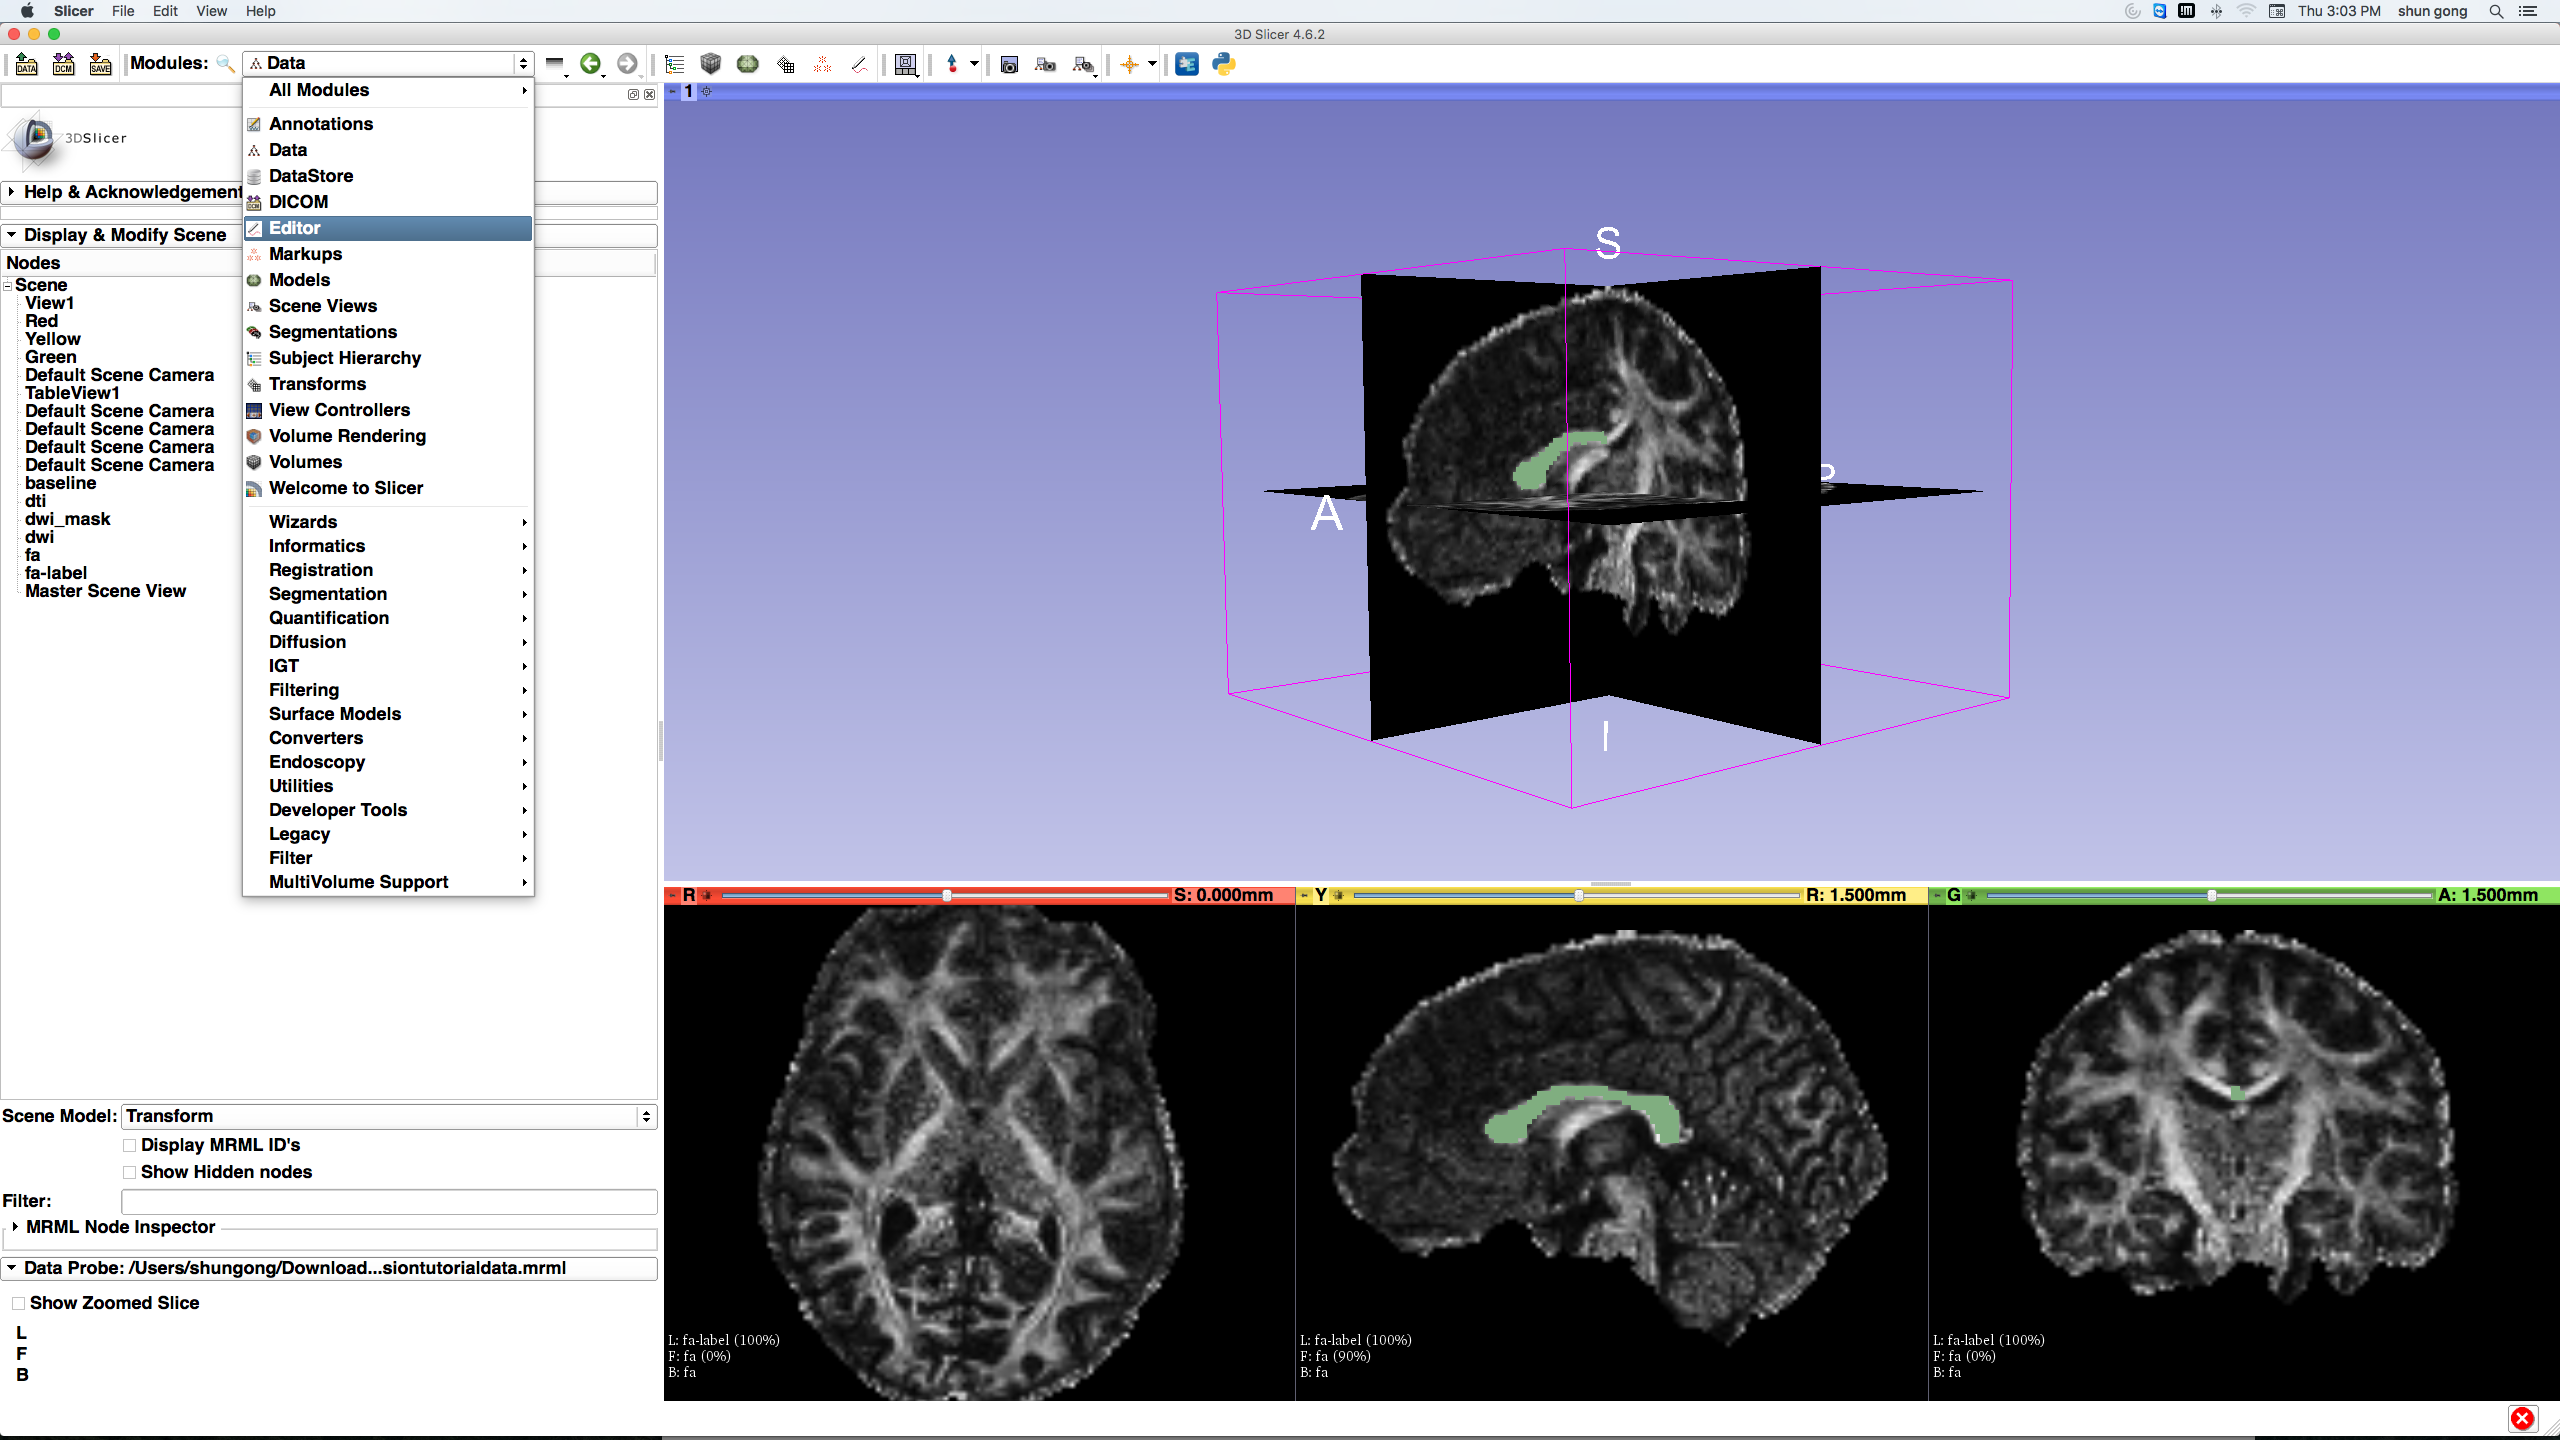 Slicer File Edit View Help
Thu 3:03 PM shun gong
3D Slicer 4.6.2
DATA DCM SAVE Modules: Data
All Modules
Annotations
Data
DataStore
DICOM
Editor
Markups
Models
Scene Views
Segmentations
Subject Hierarchy
Transforms
View Controllers
Volume Rendering
Volumes
Welcome to Slicer
Wizards
Informatics
Registration
Segmentation
Quantification
Diffusion
IGT
Filtering
Surface Models
Converters
Endoscopy
Utilities
Developer Tools
Legacy
Filter
MultiVolume Support
3DSlicer
Help & Acknowledgement
Display & Modify Scene
Nodes
Scene
View1
Red
Yellow
Green
Default Scene Camera
TableView1
Default Scene Camera
Default Scene Camera
Default Scene Camera
Default Scene Camera
baseline
dti
dwi_mask
dwi
fa
fa-label
Master Scene View
Scene Model: Transform
Display MRML ID's
Show Hidden nodes
Filter:
MRML Node Inspector
Data Probe: /Users/shungong/Download...siontutorialdata.mrml
Show Zoomed Slice
L
F
B
1
S
A
P
I
R S: 0.000mm
L: fa-label (100%)
F: fa (0%)
B: fa
Y R: 1.500mm
L: fa-label (100%)
F: fa (90%)
B: fa
G A: 1.500mm
L: fa-label (100%)
F: fa (0%)
B: fa